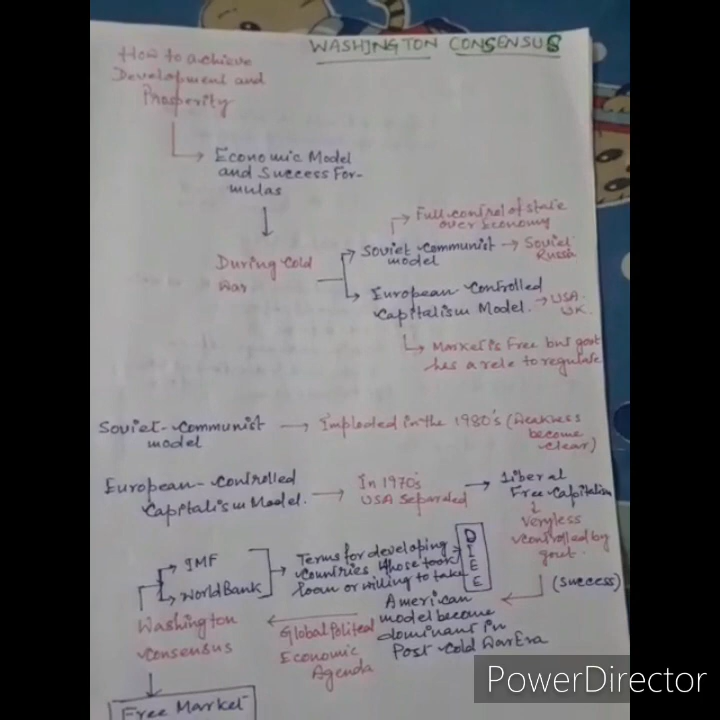 WASHINGTON CONSENSUS
How to achieve
Development and
Prosperity
Economic Model
and Success For-
mulas
During Cold
War
Full control of state
over Economy
Soviet Communist
model
Soviet
Russa
European Controlled
Capitalism Model.
USA.
UK.
Market is Free but govt
has a role to regulate
Soviet-Communist
model
Imploded in the 1980's (Weakness
become
clear)
European-Controlled
Capitalism Model.
In 1970's
USA Separated
Liberal
Free-Capitalism
Very less
controlled by
govt.
(success)
IMF
World Bank
Terms for developing
countries whose took
loan or willing to take
D
I
E
E
American
model become
dominant in
Post Cold War Era
Global Political
Economic
Agenda
Washington
Consensus
Free Market
PowerDirector